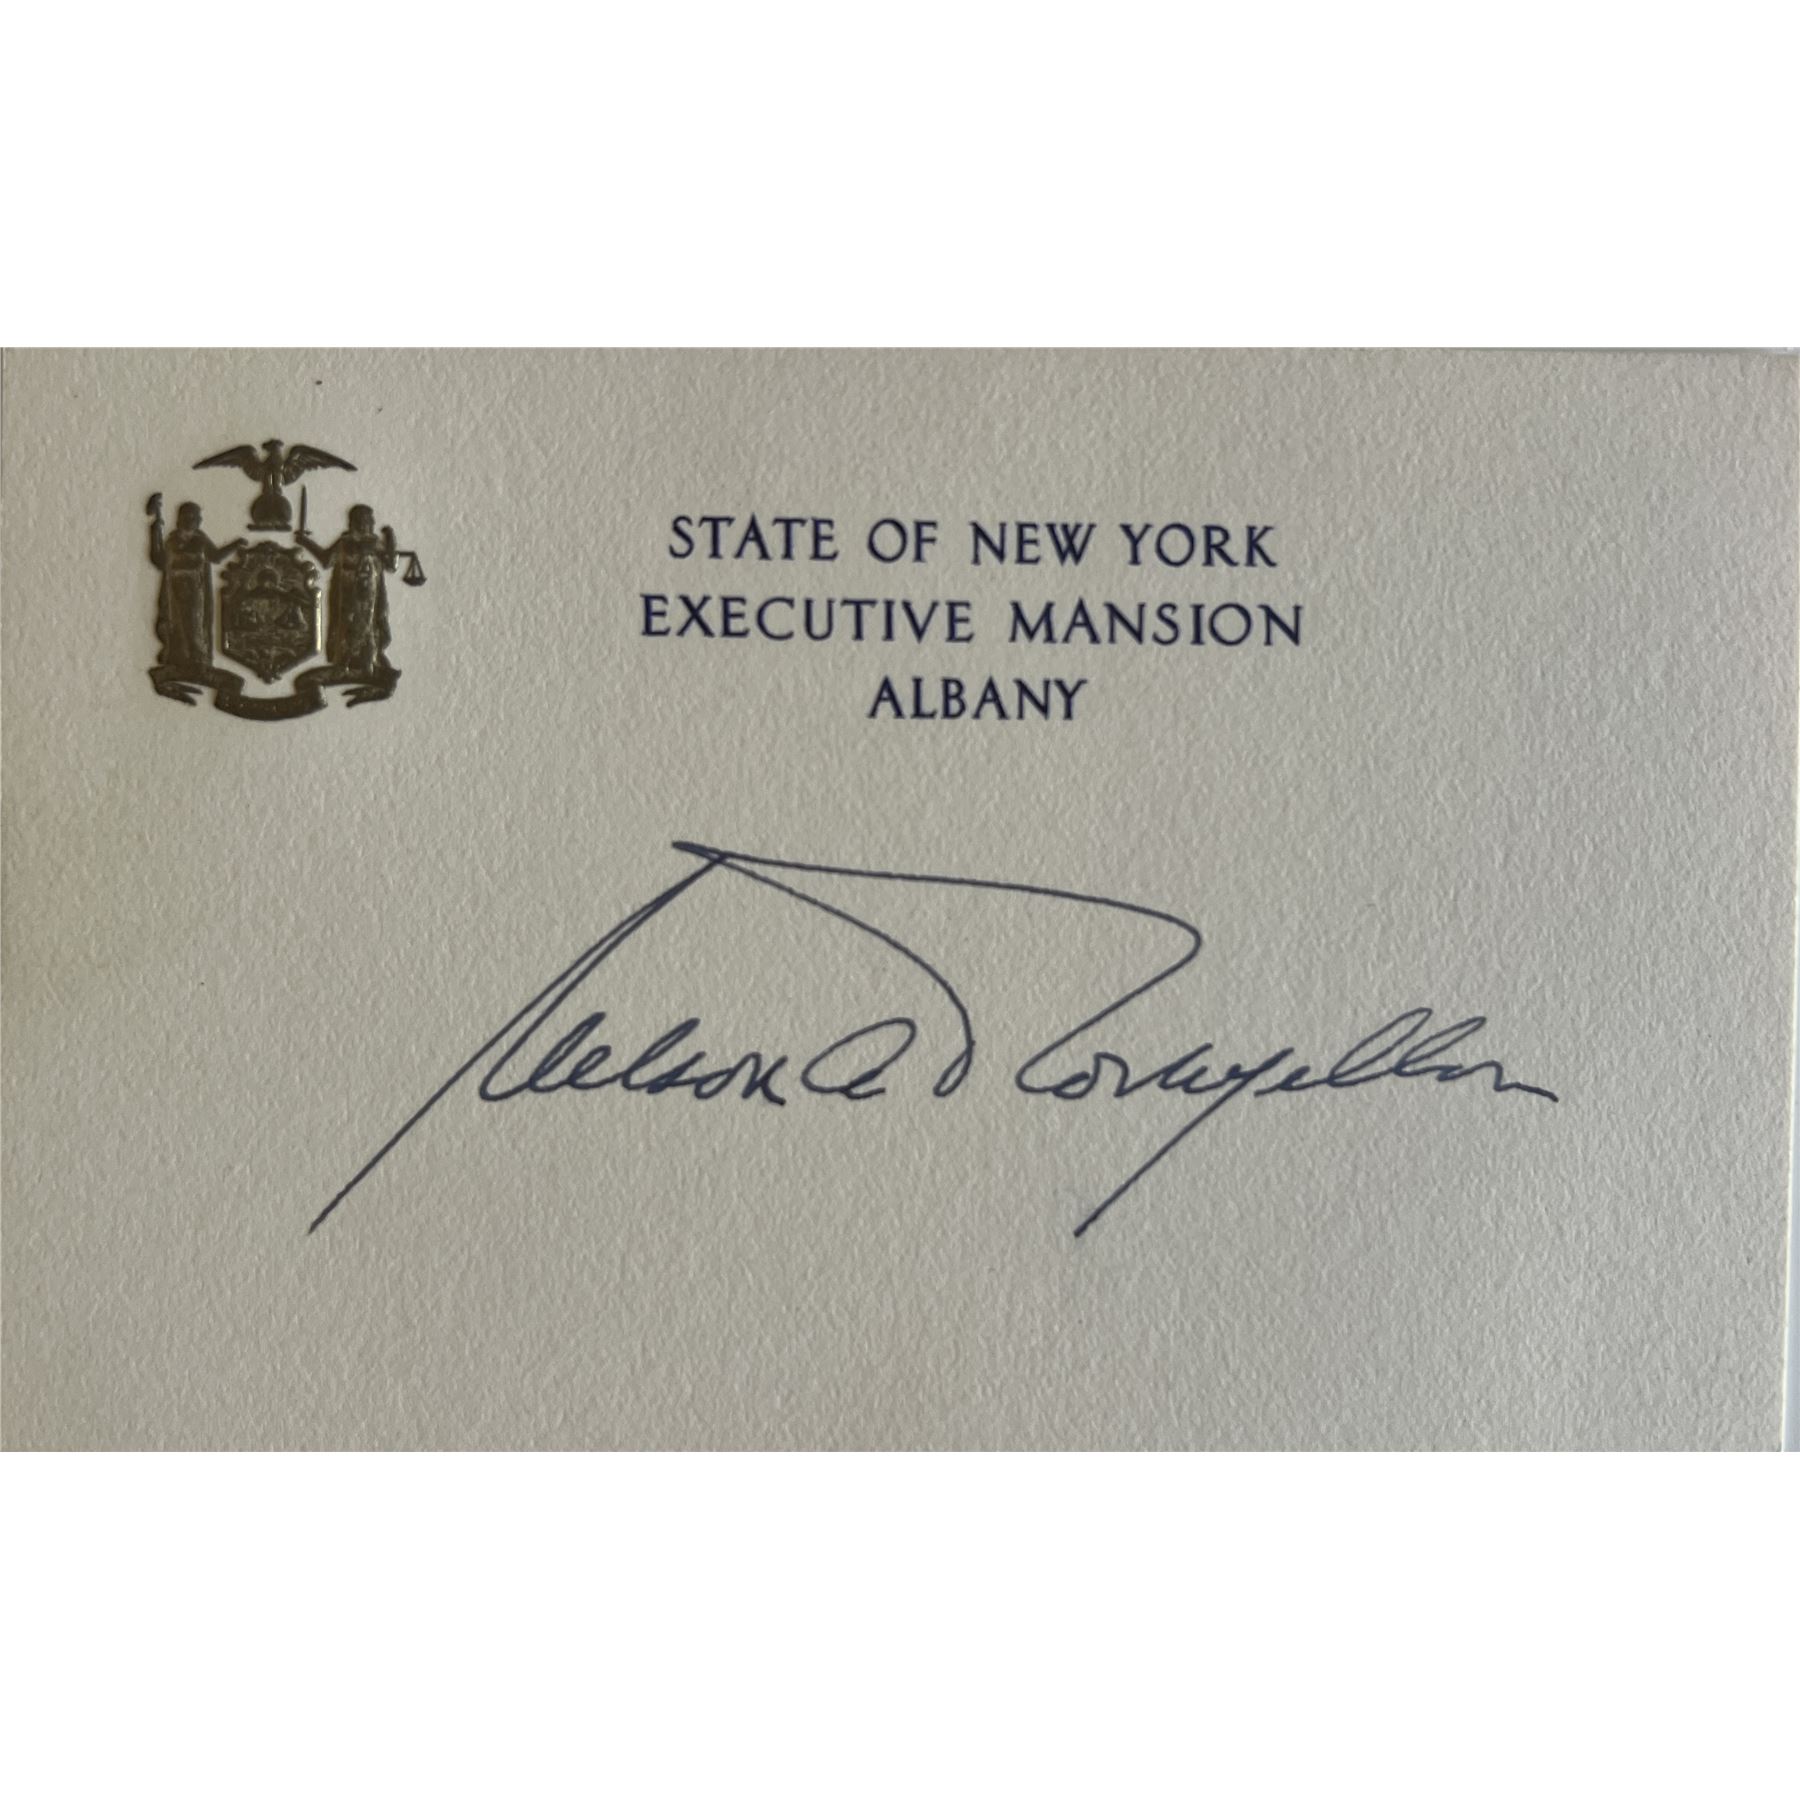 STATE OF NEW YORK
EXECUTIVE MANSION
ALBANY
Nelson A Rockefeller